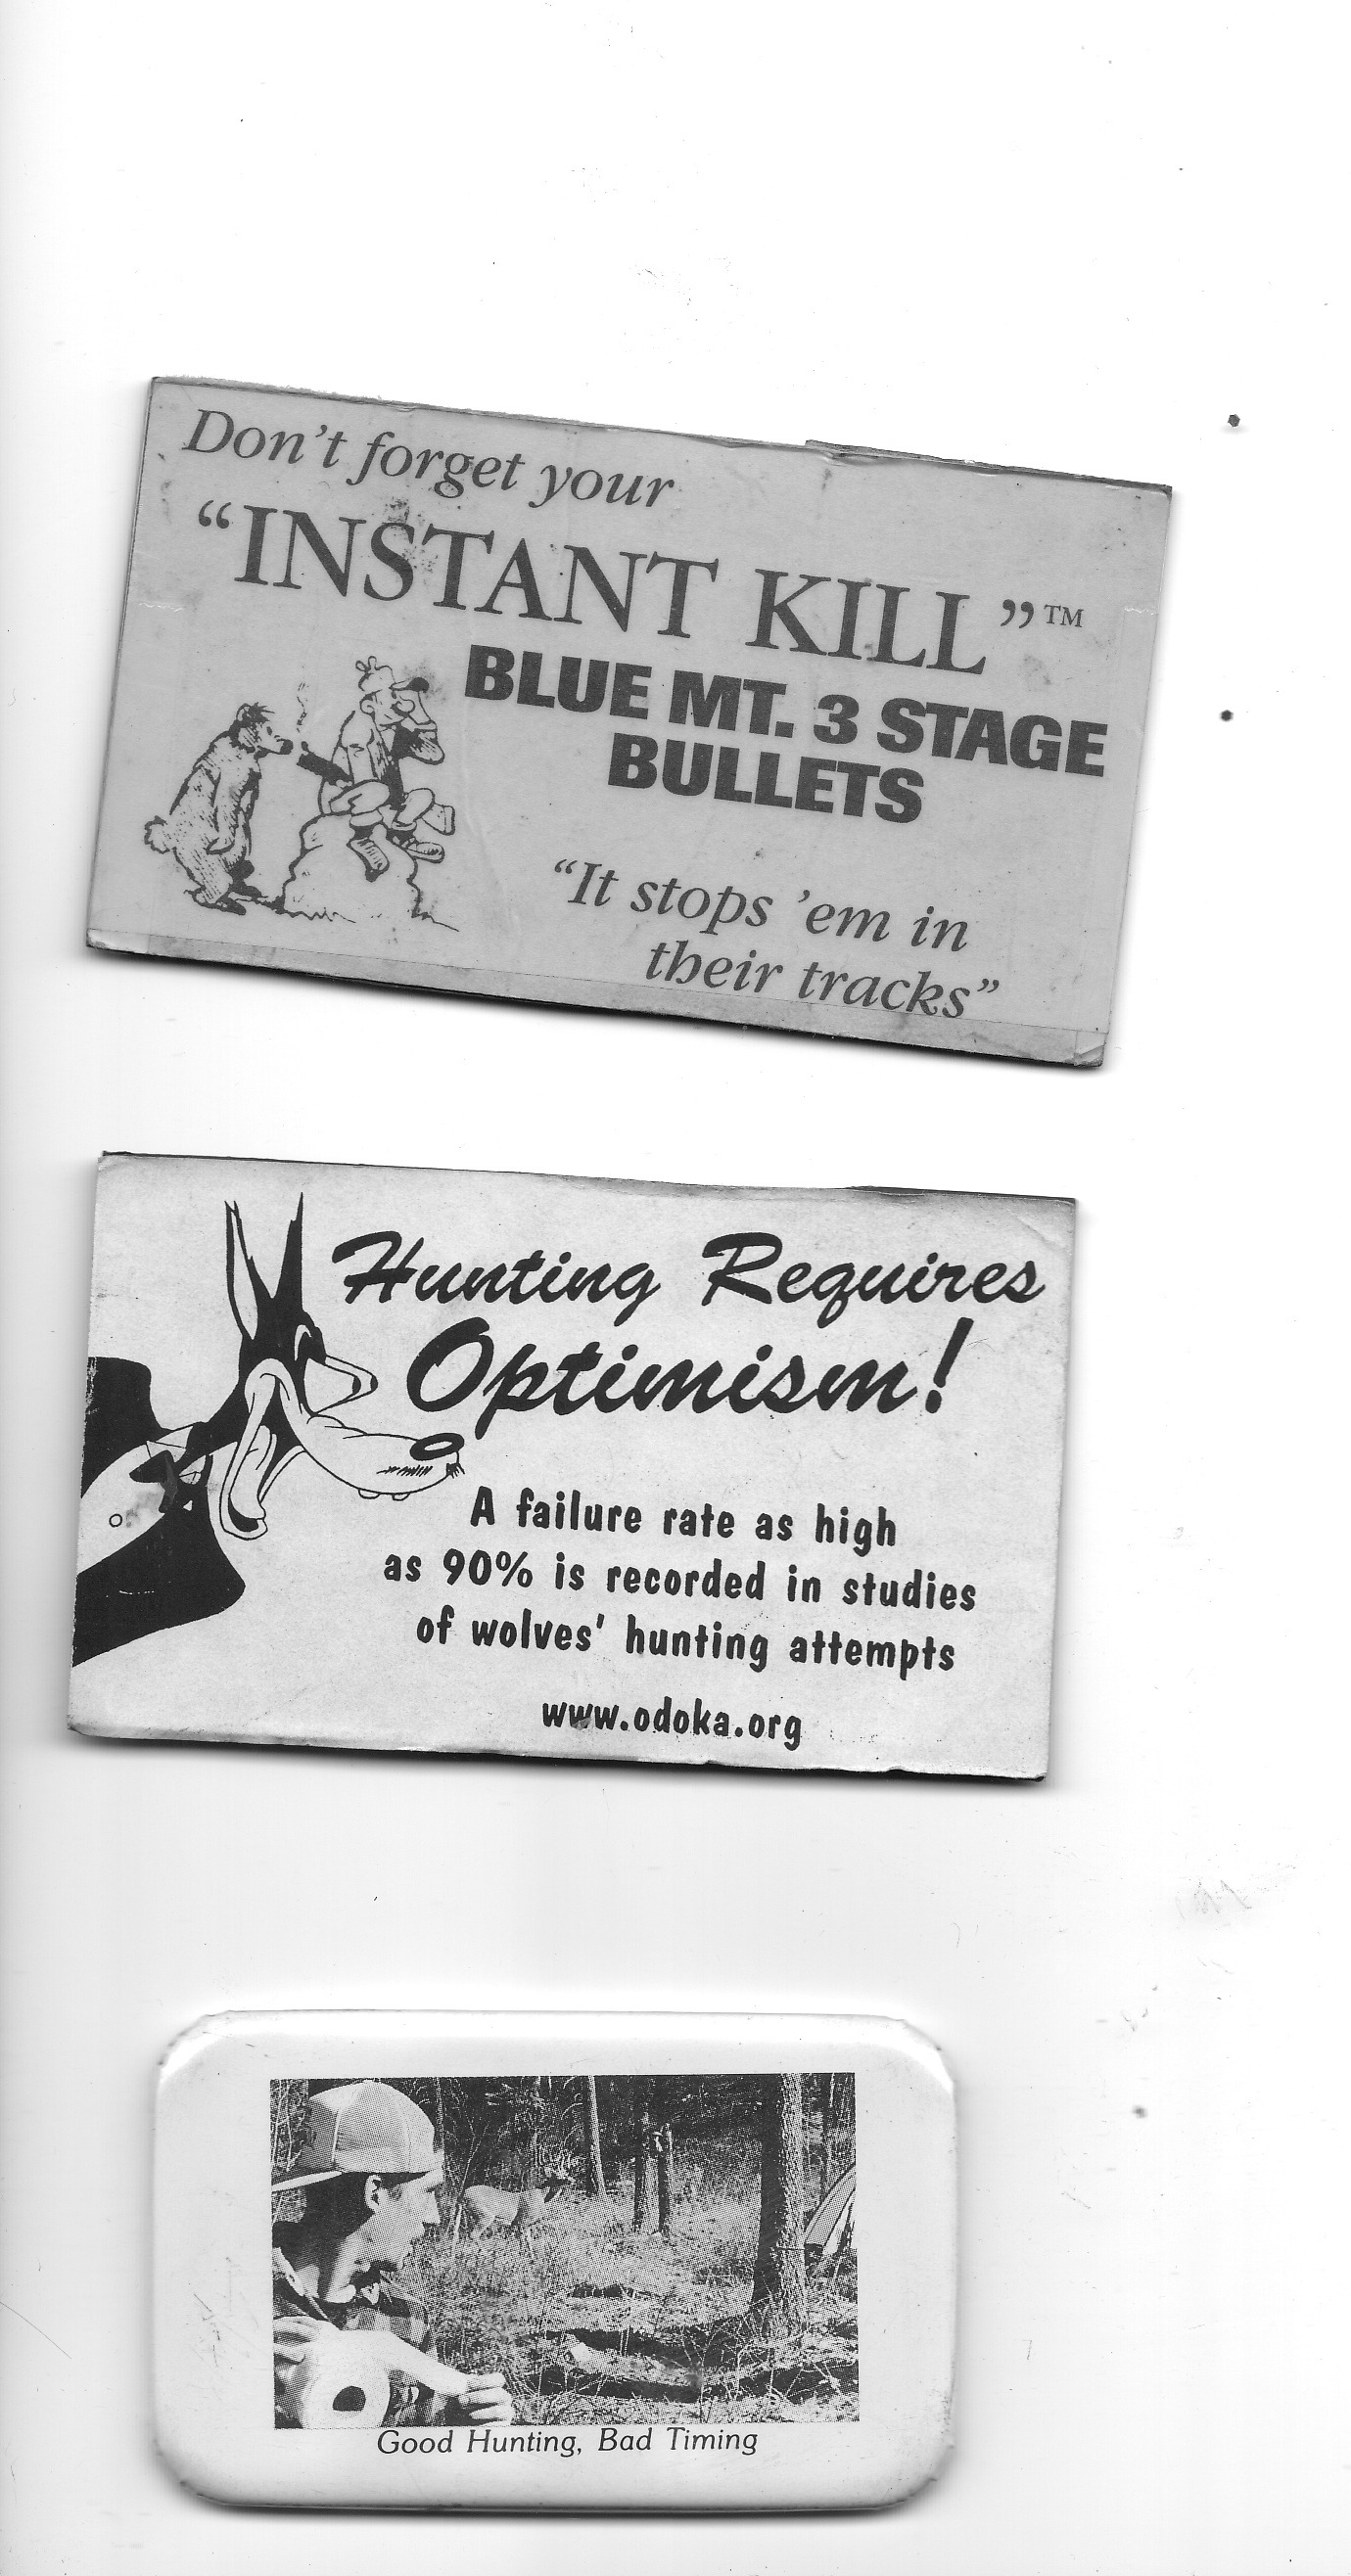 Don't forget your
“INSTANT KILL”™
BLUE MT. 3 STAGE
BULLETS
“It stops 'em in
their tracks”
Hunting Requires
Optimism!
A failure rate as high
as 90% is recorded in studies
of wolves' hunting attempts
www.odoka.org
Good Hunting, Bad Timing